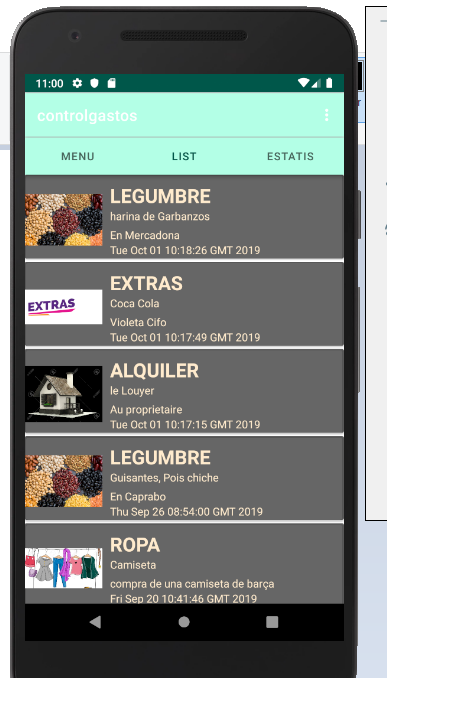 11:00
controlgastos
MENU LIST ESTATIS
LEGUMBRE
harina de Garbanzos
En Mercadona
Tue Oct 01 10:18:26 GMT 2019
EXTRAS
EXTRAS
Coca Cola
Violeta Cifo
Tue Oct 01 10:17:49 GMT 2019
ALQUILER
le Louyer
Au proprietaire
Tue Oct 01 10:17:15 GMT 2019
LEGUMBRE
Guisantes, Pois chiche
En Caprabo
Thu Sep 26 08:54:00 GMT 2019
ROPA
Camiseta
compra de una camiseta de barça
Fri Sep 20 10:41:46 GMT 2019